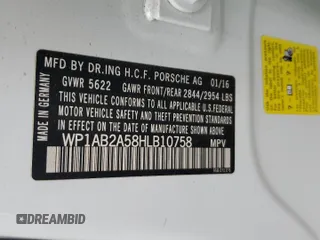 MFD BY DR.ING H.C.F. PORSCHE AG 01/16
GVWR 5622 GAWR FRONT/REAR 2844/2954 LBS
THIS VEHICLE CONFORMS TO ALL APPLICABLE U.S. FEDERAL
MOTOR VEHICLE SAFETY AND THEFT PREVENTION
STANDARDS IN EFFECT ON THE DATE OF
MANUFACTURE SHOWN ABOVE.
WP1AB2A58HLB10758 MPV
MADE IN GERMANY
DREAMBID